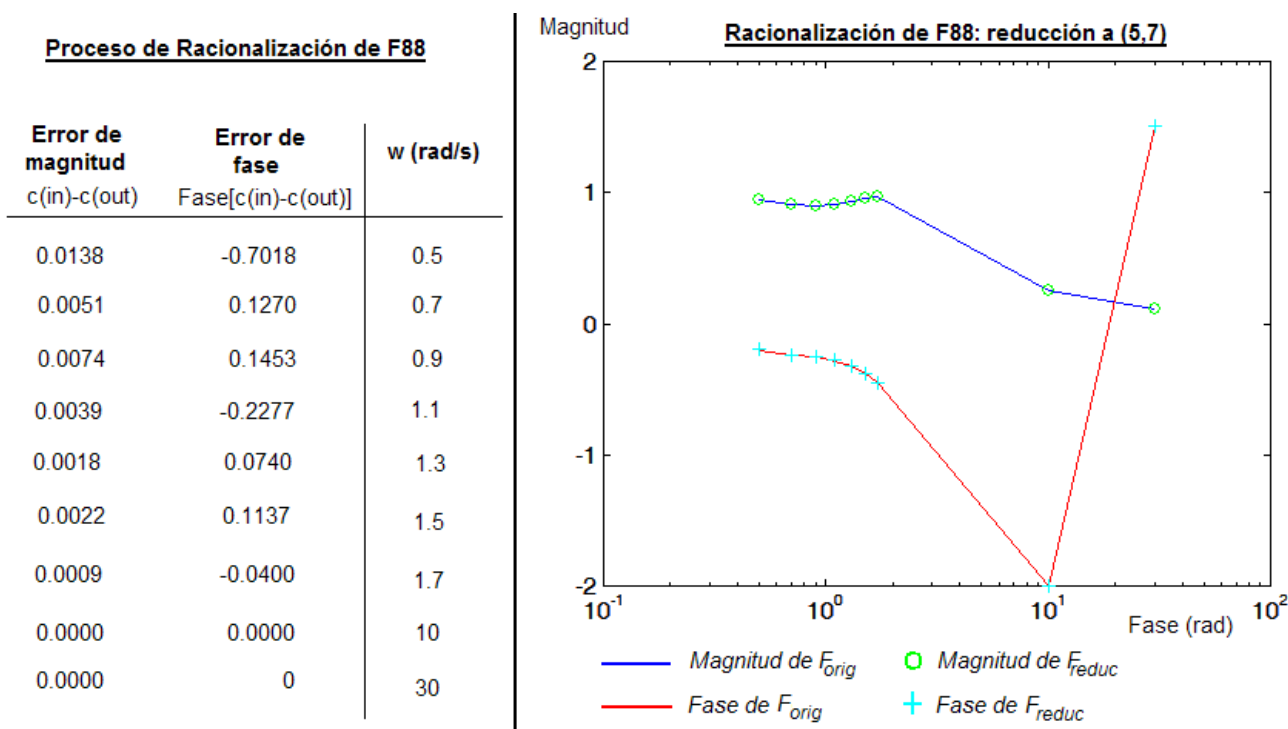 Proceso de Racionalización de F88
Error de magnitud
Error de fase
w (rad/s)
c(in)-c(out)
Fase[c(in)-c(out)]
0.0138 -0.7018 0.5
0.0051 0.1270 0.7
0.0074 0.1453 0.9
0.0039 -0.2277 1.1
0.0018 0.0740 1.3
0.0022 0.1137 1.5
0.0009 -0.0400 1.7
0.0000 0.0000 10
0.0000 0 30
Magnitud
Racionalización de F88: reducción a (5,7)
2
1
0
-1
-2
10^-1 10^0 10^1 10^2
Fase (rad)
Magnitud de F_orig
Magnitud de F_reduc
Fase de F_orig
Fase de F_reduc